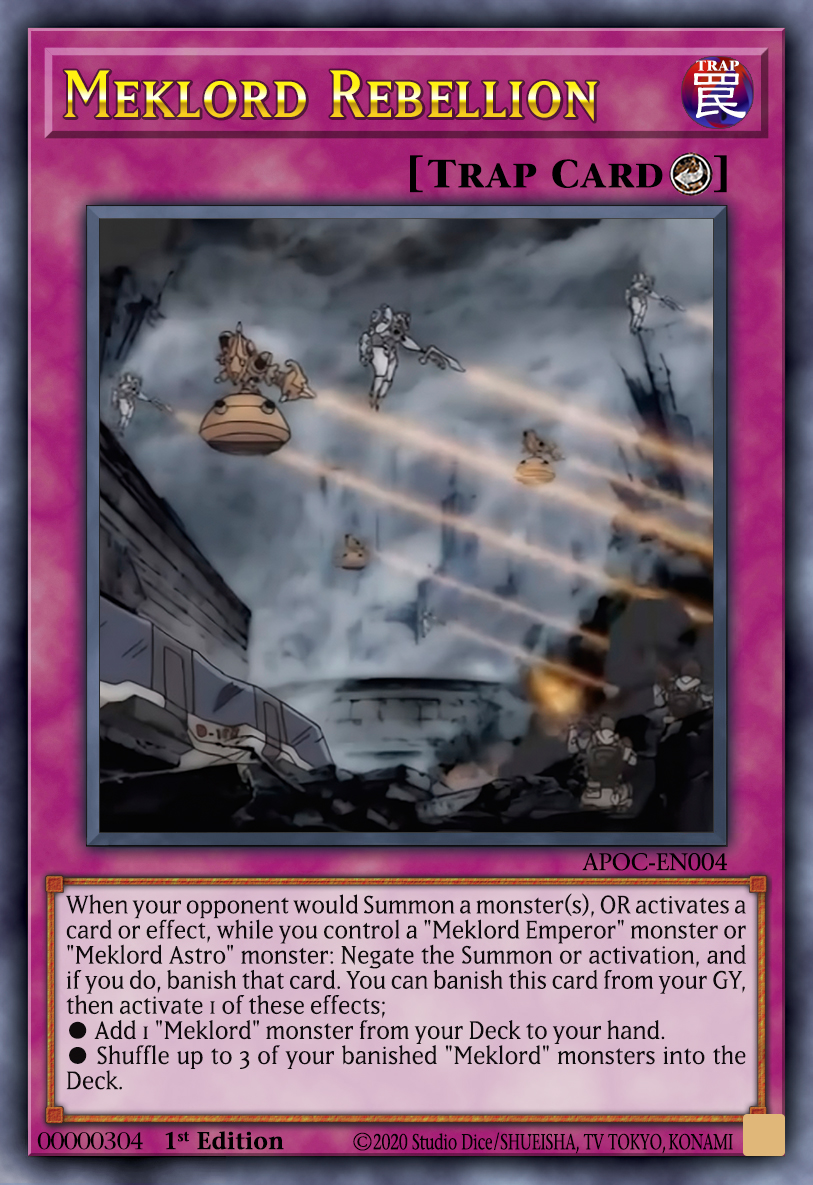 Meklord Rebellion
TRAP
罠
[Trap Card]
D-1
APOC-EN004
When your opponent would Summon a monster(s), OR activates a
card or effect, while you control a "Meklord Emperor" monster or
"Meklord Astro" monster: Negate the Summon or activation, and
if you do, banish that card. You can banish this card from your GY,
then activate 1 of these effects;
● Add 1 "Meklord" monster from your Deck to your hand.
● Shuffle up to 3 of your banished "Meklord" monsters into the
Deck.
00000304 1st Edition ©2020 Studio Dice/SHUEISHA, TV TOKYO, KONAMI